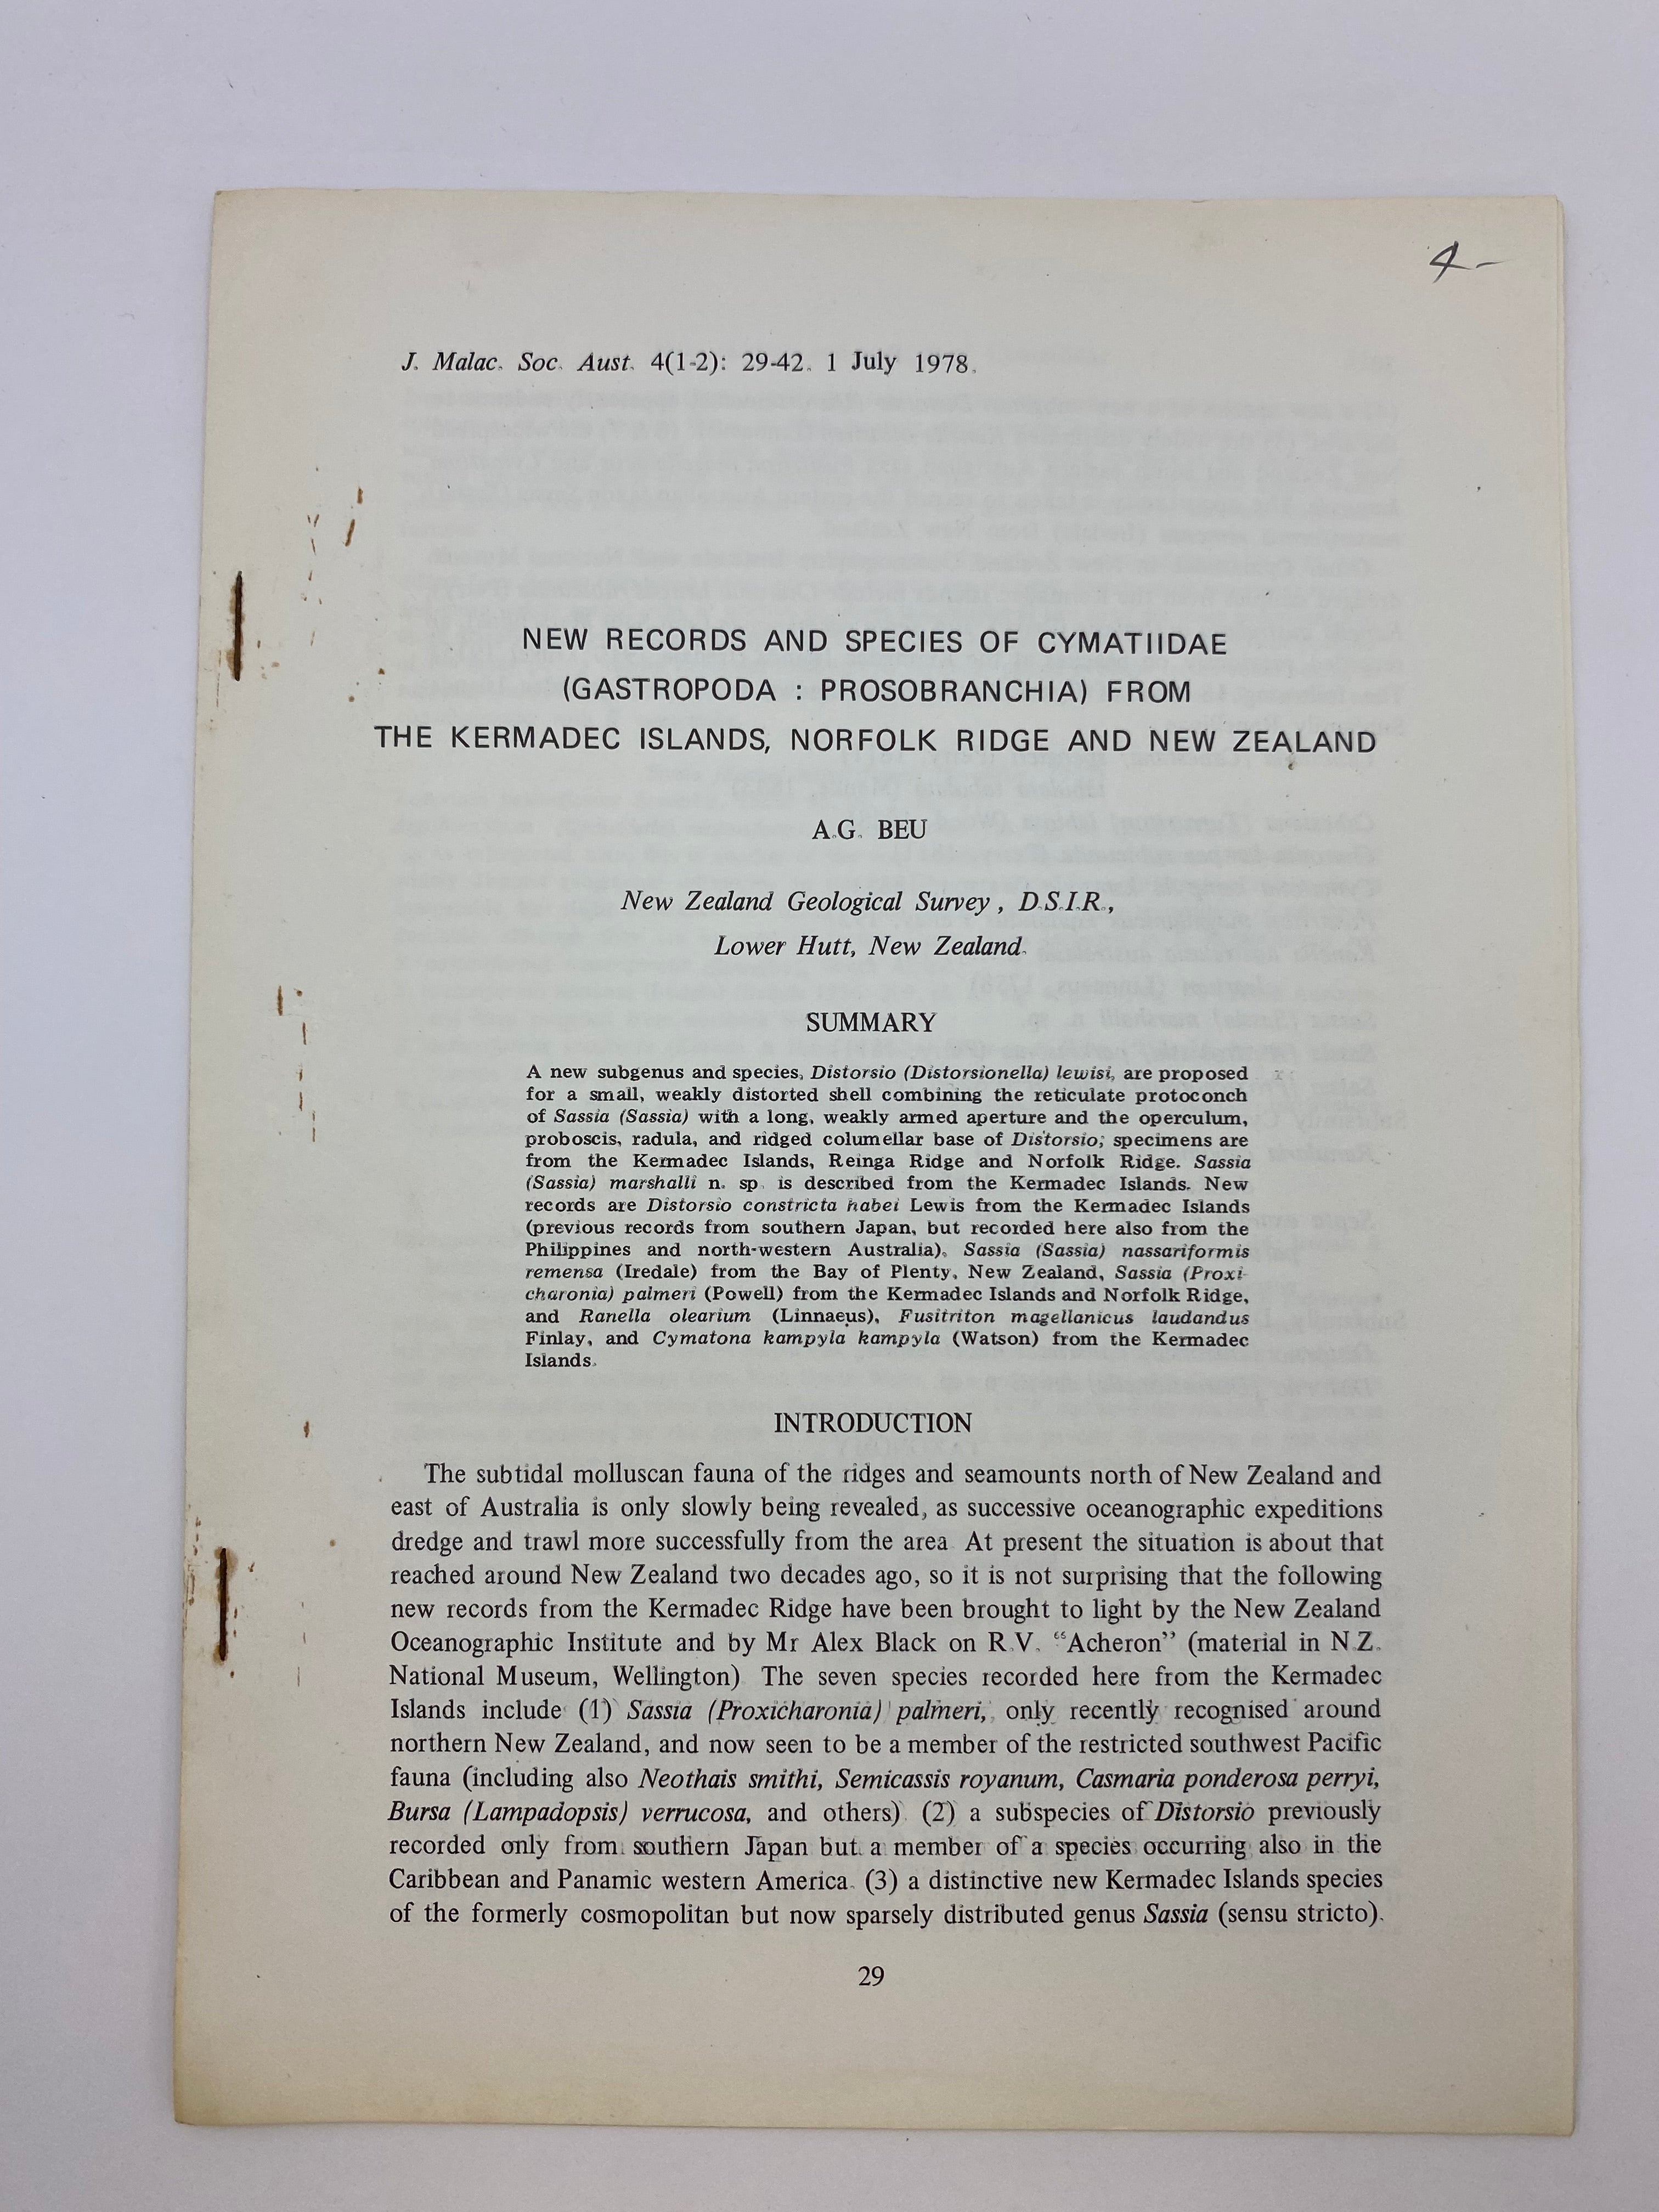 4-
J. Malac. Soc. Aust. 4(1-2): 29-42. 1 July 1978.
NEW RECORDS AND SPECIES OF CYMATIIDAE
(GASTROPODA : PROSOBRANCHIA) FROM
THE KERMADEC ISLANDS, NORFOLK RIDGE AND NEW ZEALAND
A.G. BEU
New Zealand Geological Survey, D.S.I.R.,
Lower Hutt, New Zealand.
SUMMARY
A new subgenus and species, Distorsio (Distorsionella) lewisi, are proposed
for a small, weakly distorted shell combining the reticulate protoconch
of Sassia (Sassia) with a long, weakly armed aperture and the operculum,
proboscis, radula, and ridged columellar base of Distorsio; specimens are
from the Kermadec Islands, Reinga Ridge and Norfolk Ridge. Sassia
(Sassia) marshalli n. sp. is described from the Kermadec Islands. New
records are Distorsio constricta habei Lewis from the Kermadec Islands
(previous records from southern Japan, but recorded here also from the
Philippines and north-western Australia), Sassia (Sassia) nassariformis
remensa (Iredale) from the Bay of Plenty, New Zealand, Sassia (Proxi-
charonia) palmeri (Powell) from the Kermadec Islands and Norfolk Ridge,
and Ranella olearium (Linnaeus), Fusitriton magellanicus laudandus
Finlay, and Cymatona kampyla kampyla (Watson) from the Kermadec
Islands.
INTRODUCTION
The subtidal molluscan fauna of the ridges and seamounts north of New Zealand and
east of Australia is only slowly being revealed, as successive oceanographic expeditions
dredge and trawl more successfully from the area. At present the situation is about that
reached around New Zealand two decades ago, so it is not surprising that the following
new records from the Kermadec Ridge have been brought to light by the New Zealand
Oceanographic Institute and by Mr Alex Black on R.V. "Acheron" (material in N.Z.
National Museum, Wellington). The seven species recorded here from the Kermadec
Islands include (1) Sassia (Proxicharonia) palmeri, only recently recognised around
northern New Zealand, and now seen to be a member of the restricted southwest Pacific
fauna (including also Neothais smithi, Semicassis royanum, Casmaria ponderosa perryi,
Bursa (Lampadopsis) verrucosa, and others). (2) a subspecies of Distorsio previously
recorded only from southern Japan but a member of a species occurring also in the
Caribbean and Panamic western America. (3) a distinctive new Kermadec Islands species
of the formerly cosmopolitan but now sparsely distributed genus Sassia (sensu stricto).
29